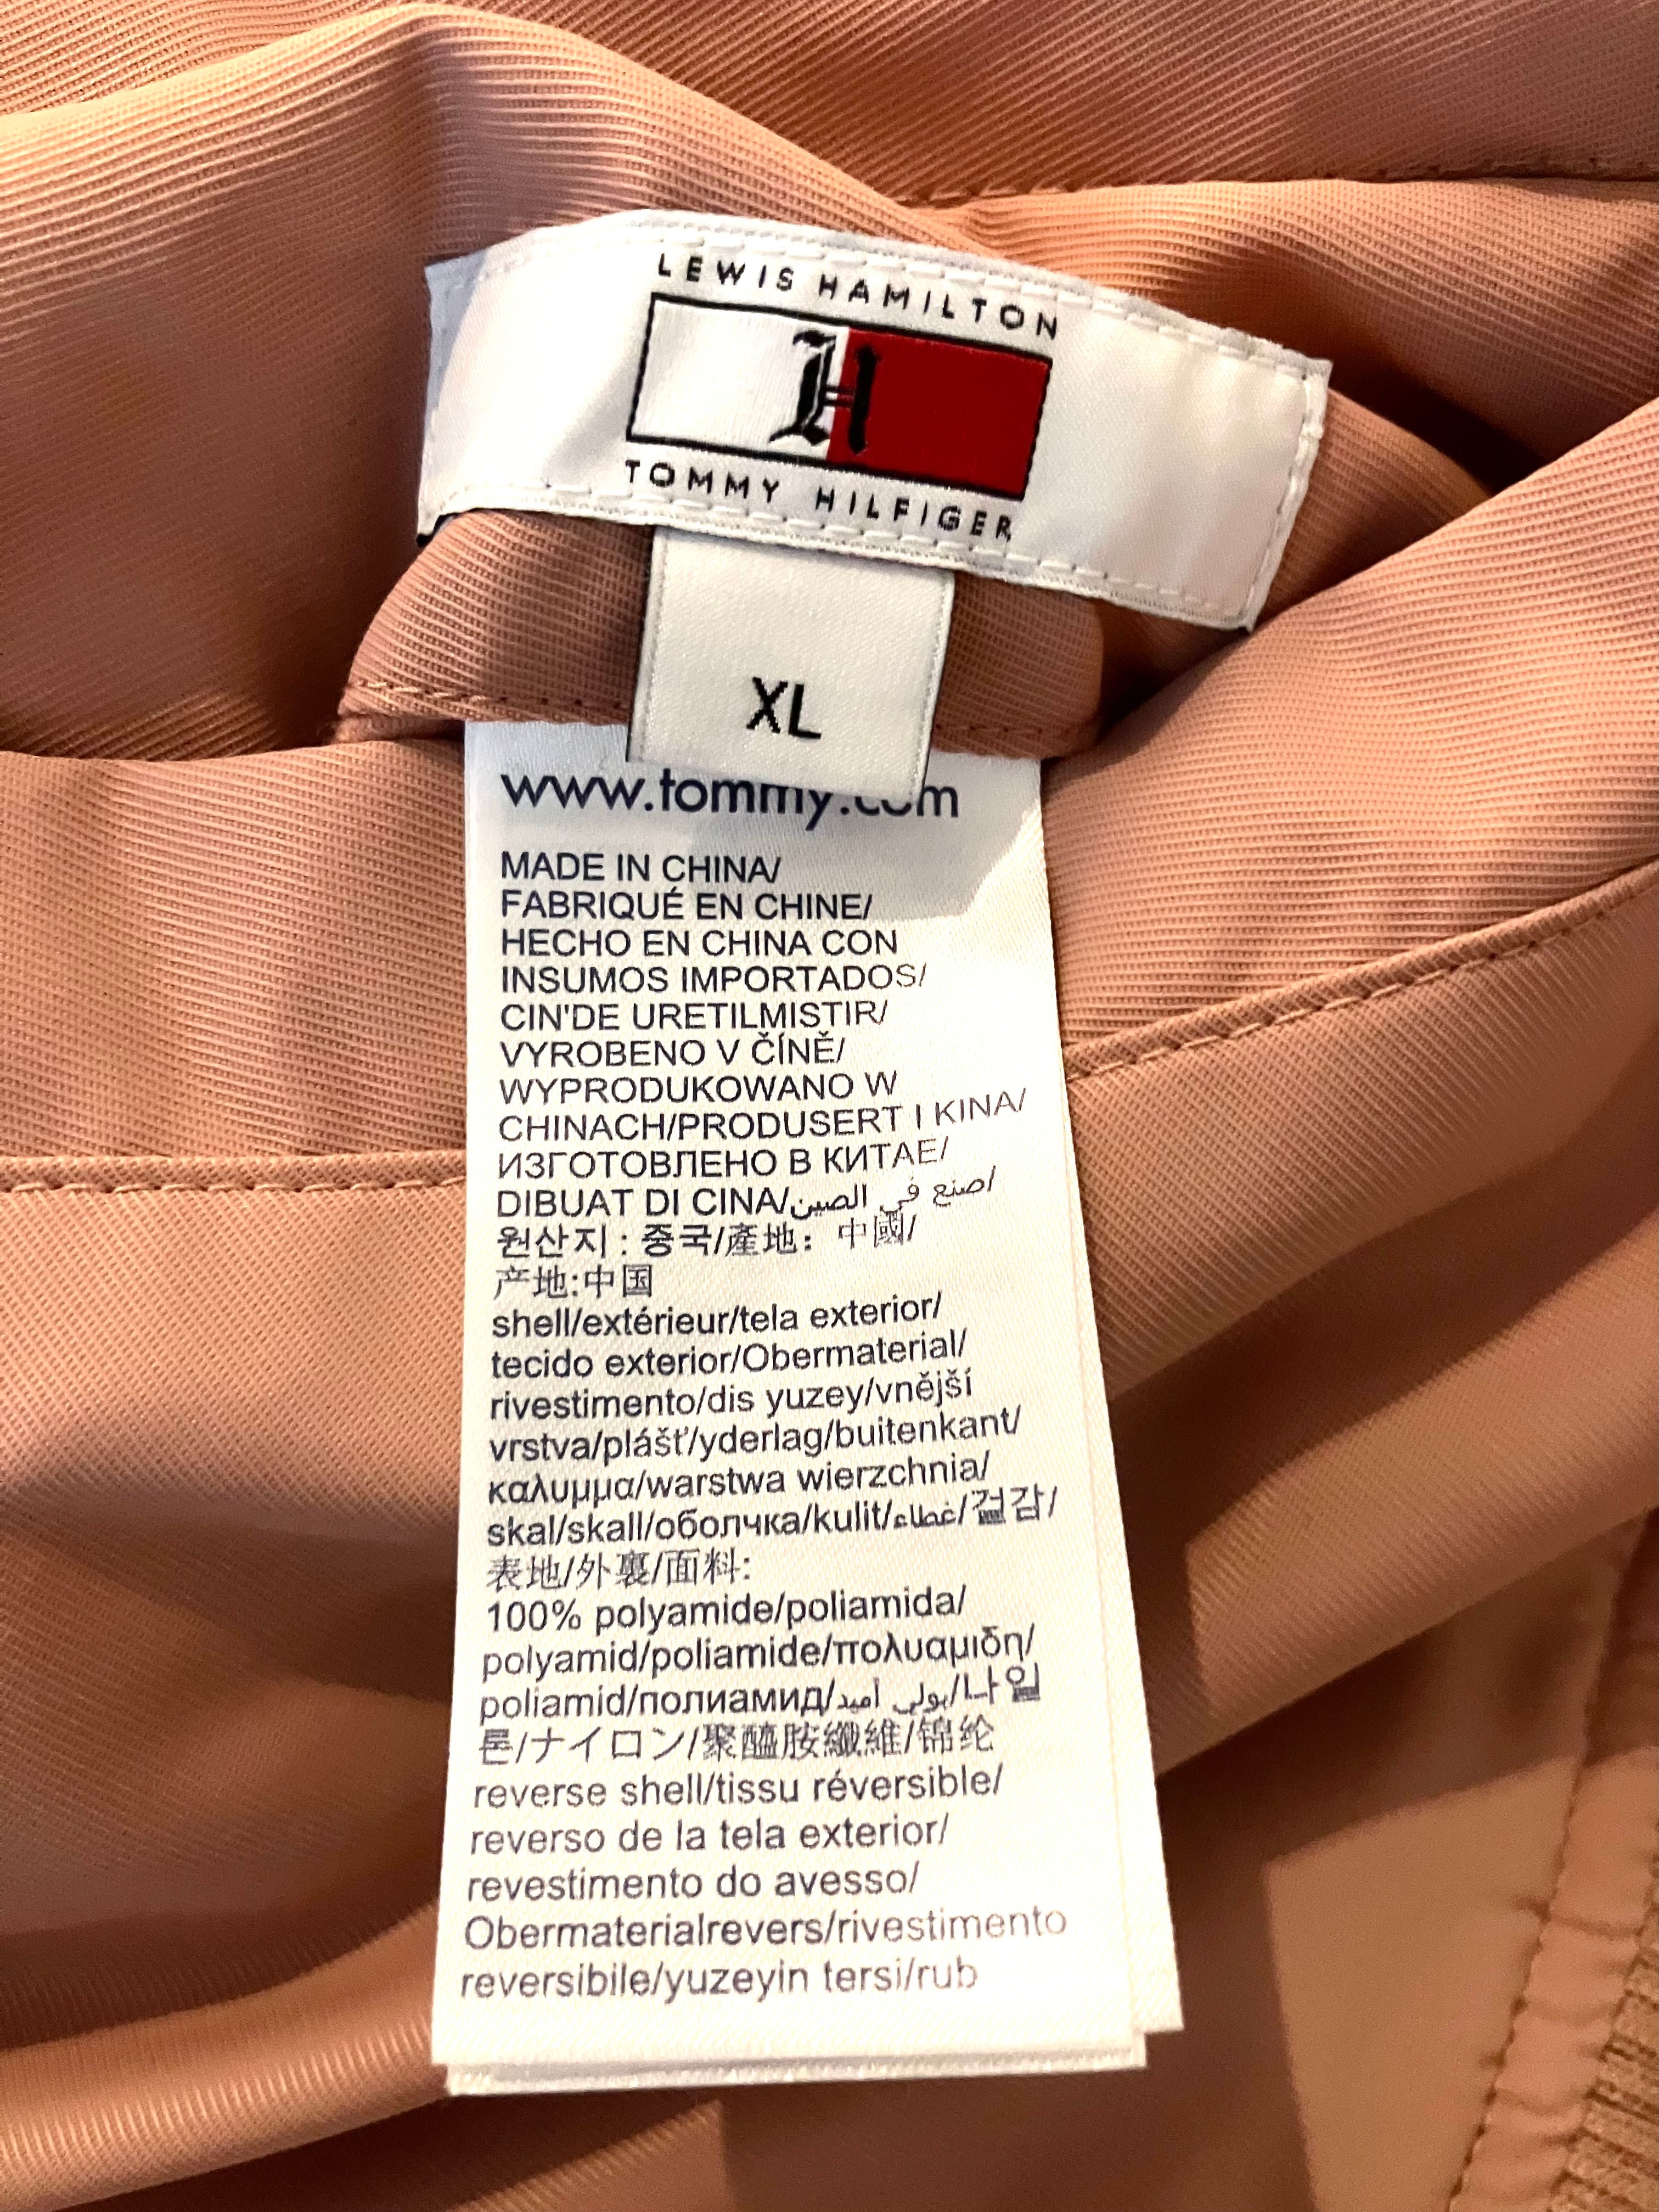 LEWIS HAMILTON
H
TOMMY HILFIGER
XL
www.tommy.com
MADE IN CHINA/
FABRIQUÉ EN CHINE/
HECHO EN CHINA CON
INSUMOS IMPORTADOS/
CIN'DE URETILMISTIR/
VYROBENO V ČÍNĚ/
WYPRODUKOWANO W
CHINACH/PRODUSERT I KINA/
ИЗГОТОВЛЕНО В КИТАЕ/
DIBUAT DI CINA/صنع في الصين/
원산지 : 중국/產地: 中國/
产地:中国
shell/extérieur/tela exterior/
tecido exterior/Obermaterial/
rivestimento/dis yuzey/vnější
vrstva/plášť/yderlag/buitenkant/
καλυμμα/warstwa wierzchnia/
skal/skall/оболчка/kulit/غطاء/겉감/
表地/外裏/面料:
100% polyamide/poliamida/
polyamid/poliamide/πολυαμιδη/
poliamid/полиамид/بولي أميد/나일
론/ナイロン/聚醯胺纖維/锦纶
reverse shell/tissu réversible/
reverso de la tela exterior/
revestimento do avesso/
Obermaterialrevers/rivestimento
reversibile/yuzeyin tersi/rub